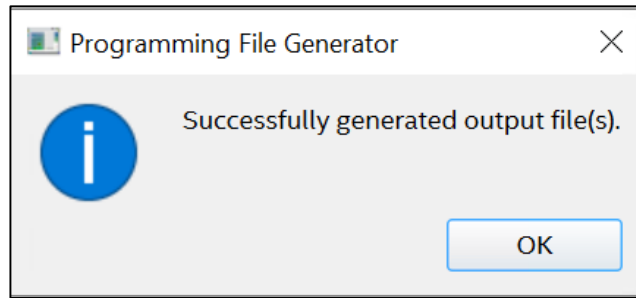 Programming File Generator
Successfully generated output file(s).
OK